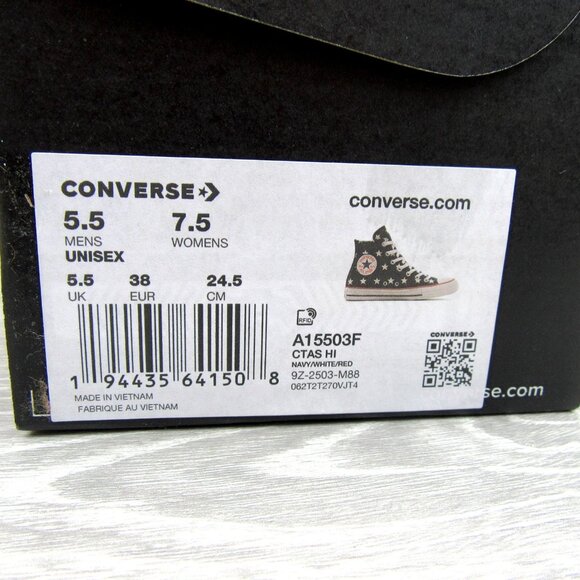 CONVERSE
converse.com
5.5 7.5
MENS WOMENS
UNISEX
5.5 38 24.5
UK EUR CM
RFID
A15503F
CTAS HI
NAVY/WHITE/RED
9Z-2503-M88
062T2T270VJT4
CONVERSE
1 94435 64150 8
MADE IN VIETNAM
FABRIQUE AU VIETNAM
se.com